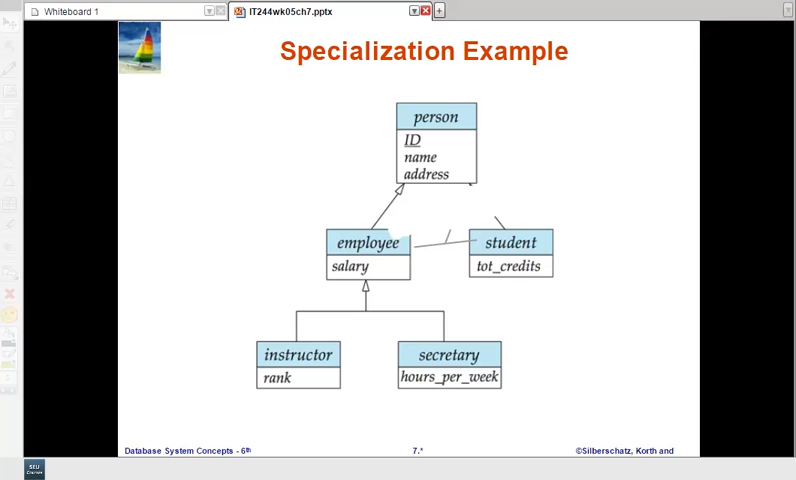 Whiteboard 1
IT244wk05ch7.pptx
Specialization Example
person
ID
name
address
employee
salary
student
tot_credits
instructor
rank
secretary
hours_per_week
Database System Concepts - 6th
7.*
©Silberschatz, Korth and
SEU